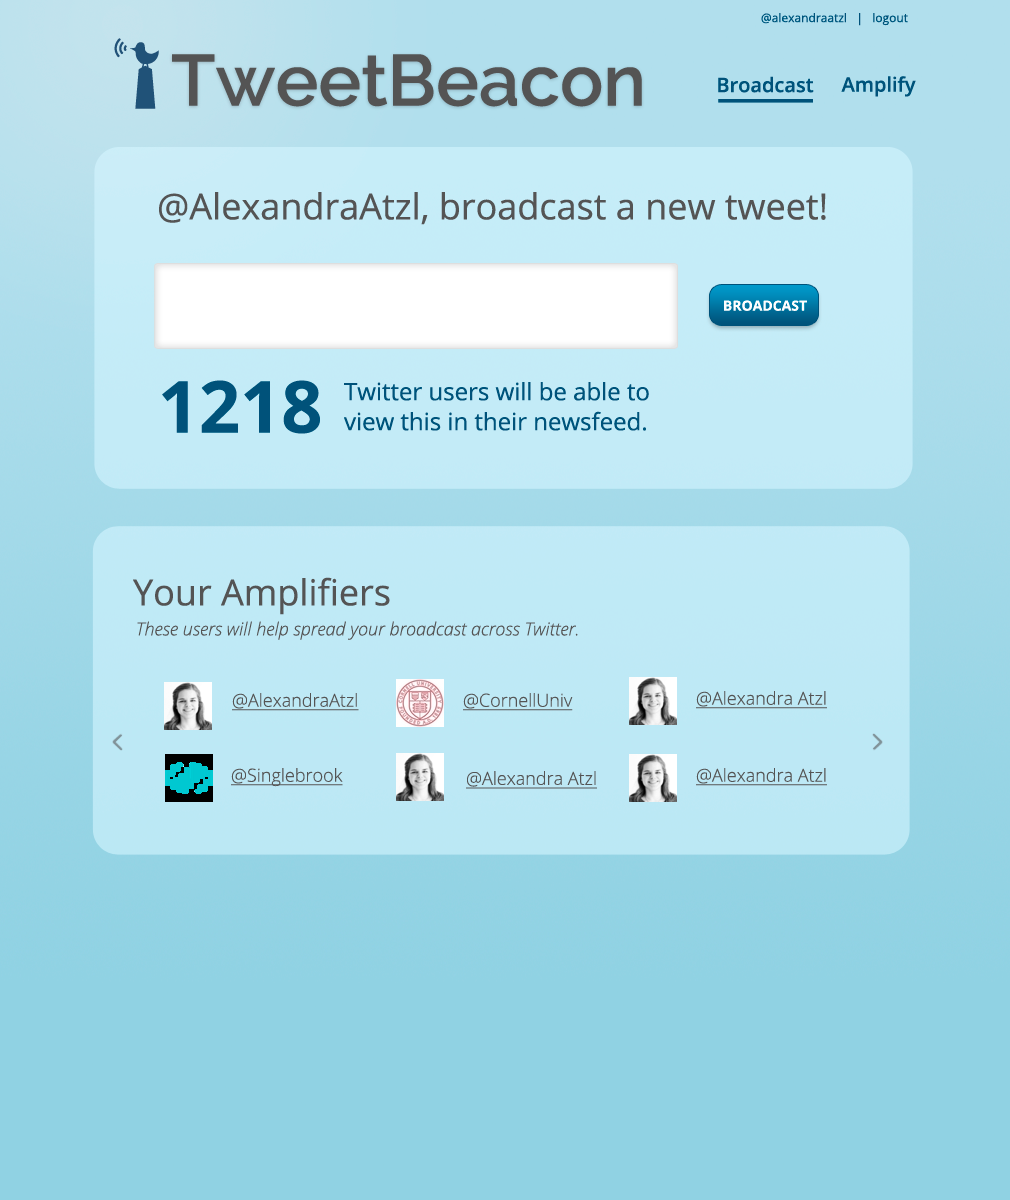 @alexandraatzl | logout
TweetBeacon
Broadcast Amplify
@AlexandraAtzl, broadcast a new tweet!
BROADCAST
1218 Twitter users will be able to
view this in their newsfeed.
Your Amplifiers
These users will help spread your broadcast across Twitter.
@AlexandraAtzl @CornellUniv @Alexandra Atzl
@Singlebrook @Alexandra Atzl @Alexandra Atzl